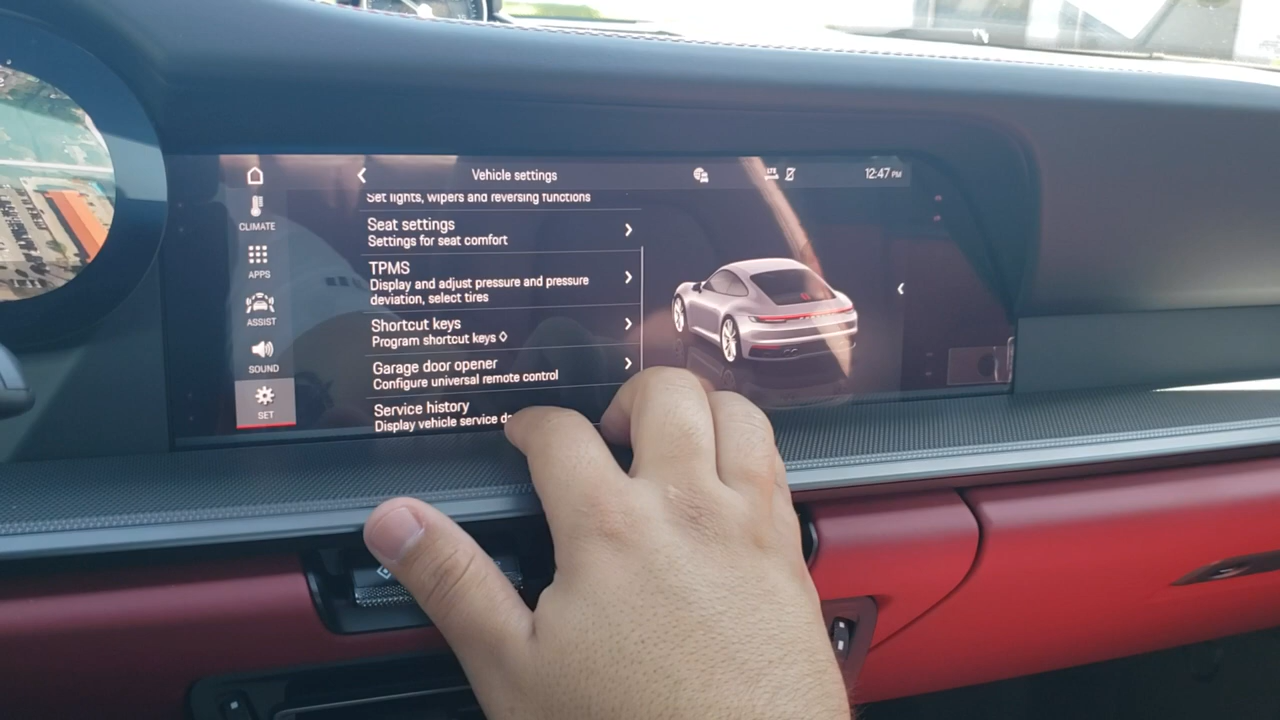 Vehicle settings
LTE
12:47 PM
CLIMATE
APPS
ASSIST
SOUND
SET
Set lights, wipers and reversing functions
Seat settings
Settings for seat comfort
TPMS
Display and adjust pressure and pressure
deviation, select tires
Shortcut keys
Program shortcut keys ◇
Garage door opener
Configure universal remote control
Service history
Display vehicle service